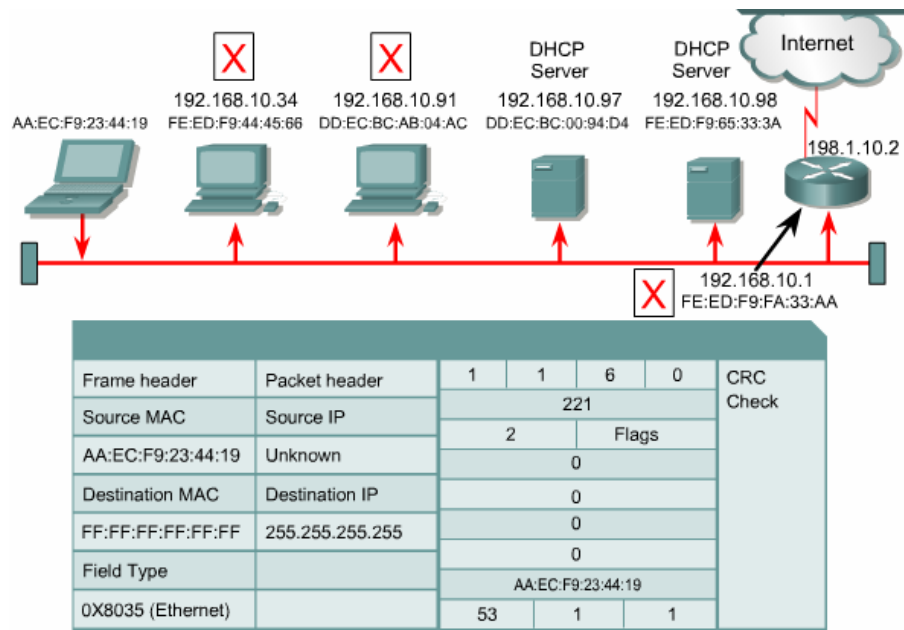 Internet
DHCP
Server
DHCP
Server
X
X
192.168.10.34
192.168.10.91
192.168.10.97
192.168.10.98
AA:EC:F9:23:44:19
FE:ED:F9:44:45:66
DD:EC:BC:AB:04:AC
DD:EC:BC:00:94:D4
FE:ED:F9:65:33:3A
198.1.10.2
X
192.168.10.1
FE:ED:F9:FA:33:AA
Frame header
Packet header
1 1 6 0
CRC
Check
Source MAC
Source IP
221
2 Flags
AA:EC:F9:23:44:19
Unknown
0
Destination MAC
Destination IP
0
FF:FF:FF:FF:FF:FF
255.255.255.255
0
0
Field Type
AA:EC:F9:23:44:19
0X8035 (Ethernet)
53 1 1